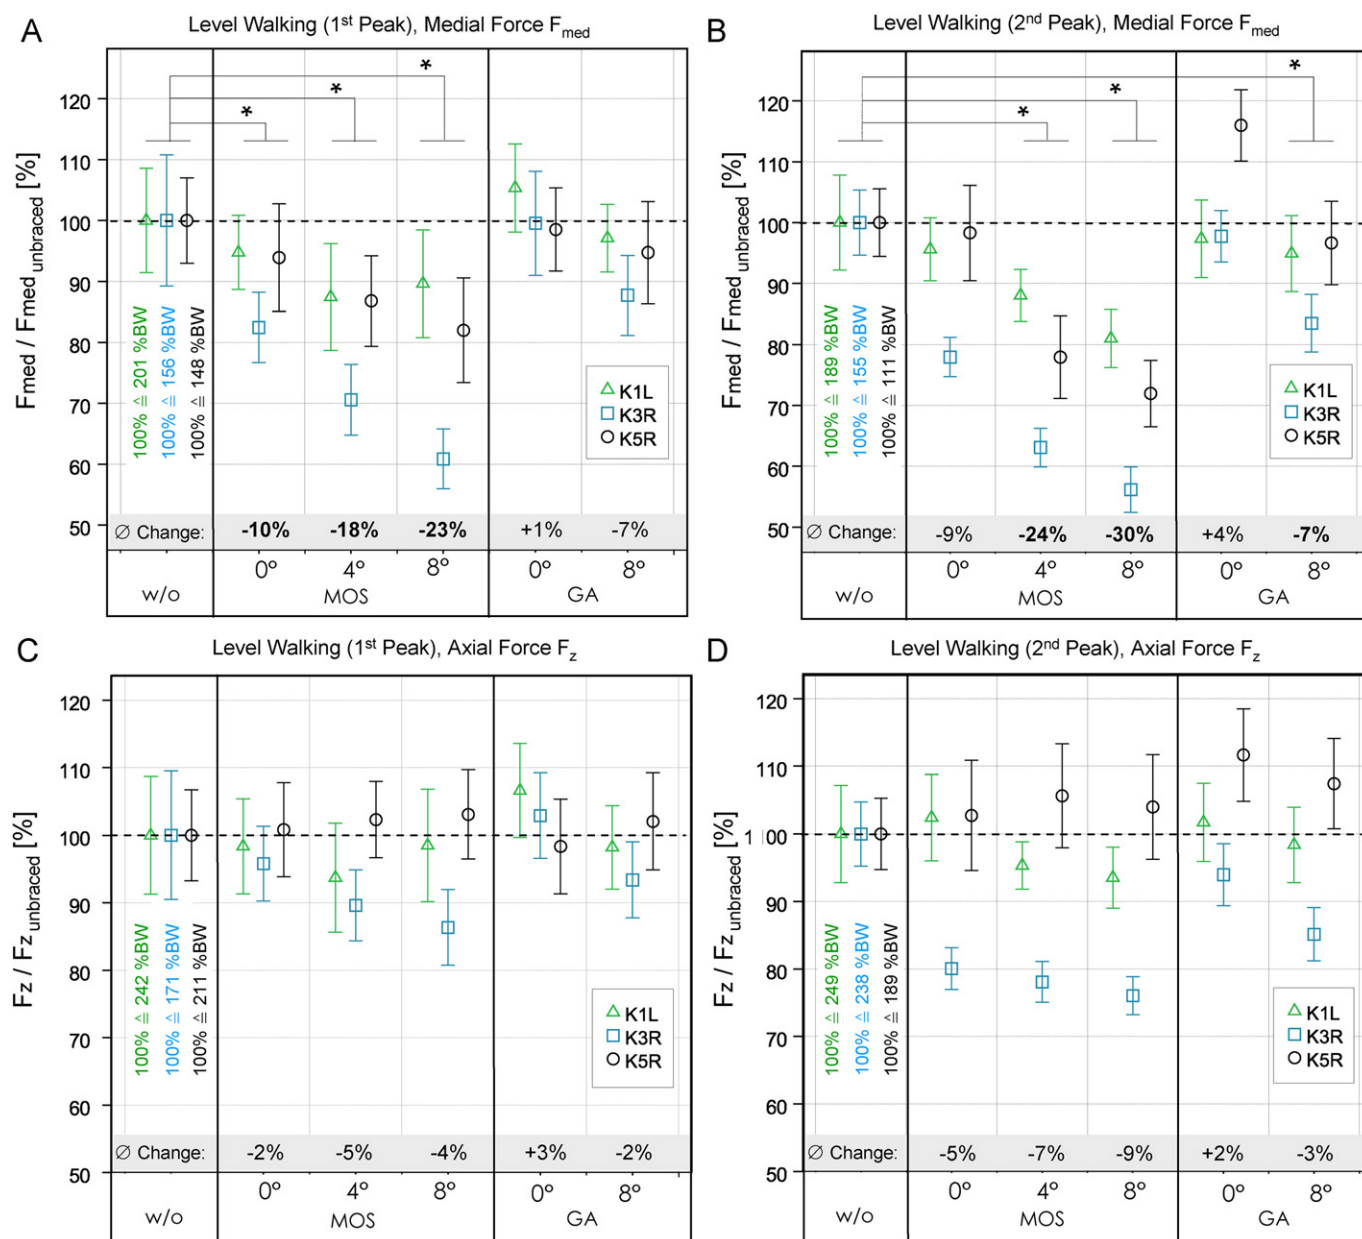 A
Level Walking (1st Peak), Medial Force Fmed
Fmed / Fmed unbraced [%]
120
110
100
90
80
70
60
50
* * *
100% ≙ 201 %BW
100% ≙ 156 %BW
100% ≙ 148 %BW
K1L
K3R
K5R
∅ Change: -10% -18% -23% +1% -7%
0° 4° 8° 0° 8°
w/o MOS GA
B
Level Walking (2nd Peak), Medial Force Fmed
Fmed / Fmed unbraced [%]
120
110
100
90
80
70
60
50
* * *
100% ≙ 189 %BW
100% ≙ 155 %BW
100% ≙ 111 %BW
K1L
K3R
K5R
∅ Change: -9% -24% -30% +4% -7%
0° 4° 8° 0° 8°
w/o MOS GA
C
Level Walking (1st Peak), Axial Force Fz
Fz / Fz unbraced [%]
120
110
100
90
80
70
60
50
100% ≙ 242 %BW
100% ≙ 171 %BW
100% ≙ 211 %BW
K1L
K3R
K5R
∅ Change: -2% -5% -4% +3% -2%
0° 4° 8° 0° 8°
w/o MOS GA
D
Level Walking (2nd Peak), Axial Force Fz
Fz / Fz unbraced [%]
120
110
100
90
80
70
60
50
100% ≙ 249 %BW
100% ≙ 238 %BW
100% ≙ 189 %BW
K1L
K3R
K5R
∅ Change: -5% -7% -9% +2% -3%
0° 4° 8° 0° 8°
w/o MOS GA